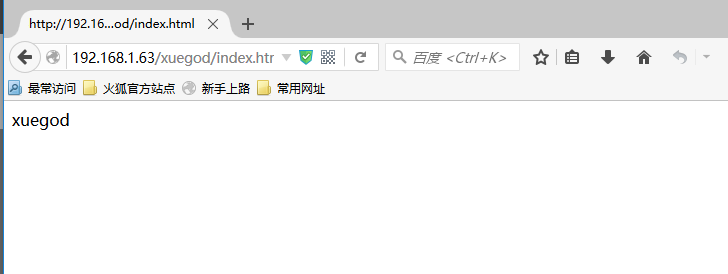 http://192.16...od/index.html
192.168.1.63/xuegod/index.htr
百度 <Ctrl+K>
最常访问 火狐官方站点 新手上路 常用网址
xuegod